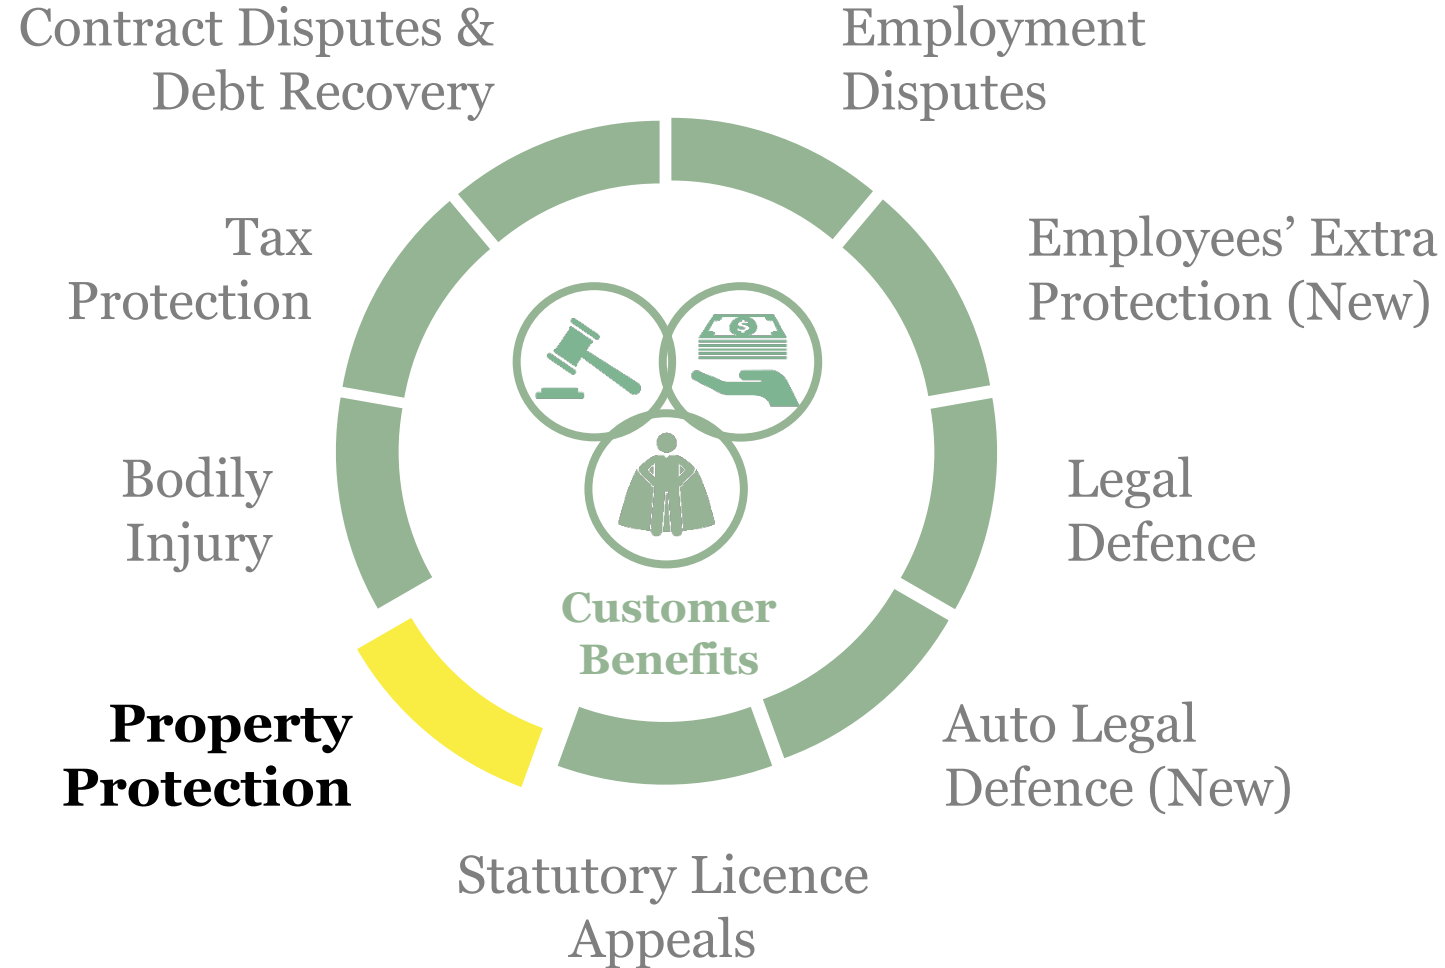 Contract Disputes &
Debt Recovery
Employment
Disputes
Employees’ Extra
Protection (New)
Legal
Defence
Auto Legal
Defence (New)
Statutory Licence
Appeals
Property
Protection
Bodily
Injury
Tax
Protection
$
Customer
Benefits